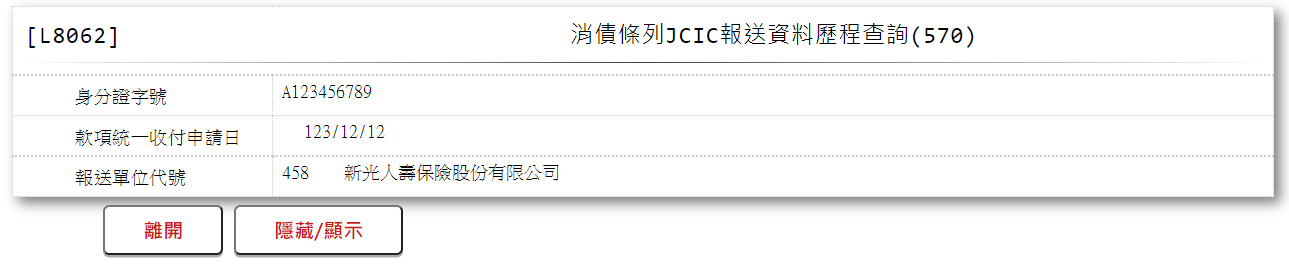 [L8062] 消債條列JCIC報送資料歷程查詢(570)
身分證字號 A123456789
款項統一收付申請日 123/12/12
報送單位代號 458 新光人壽保險股份有限公司
離開 隱藏/顯示